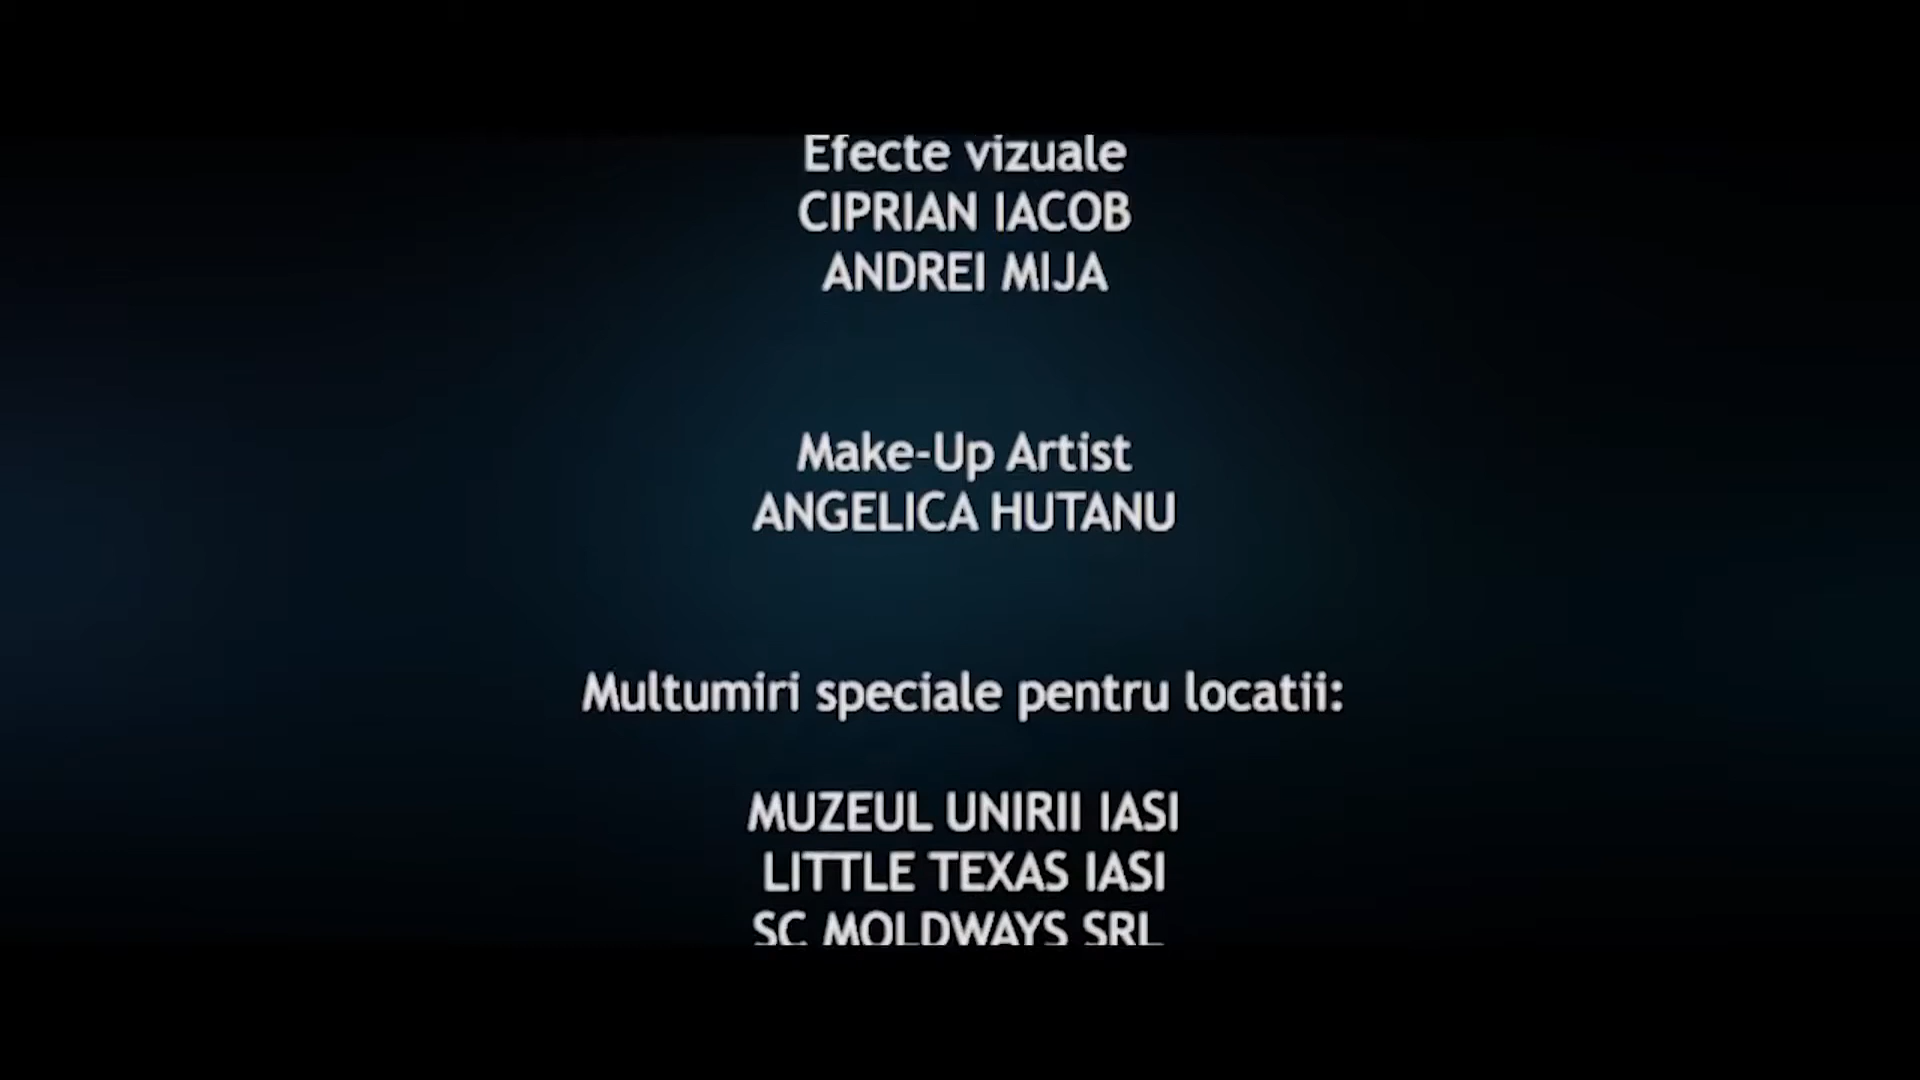 Efecte vizuale
CIPRIAN IACOB
ANDREI MIJA
Make-Up Artist
ANGELICA HUTANU
Multumiri speciale pentru locatii:
MUZEUL UNIRII IASI
LITTLE TEXAS IASI
SC MOLDWAYS SRL